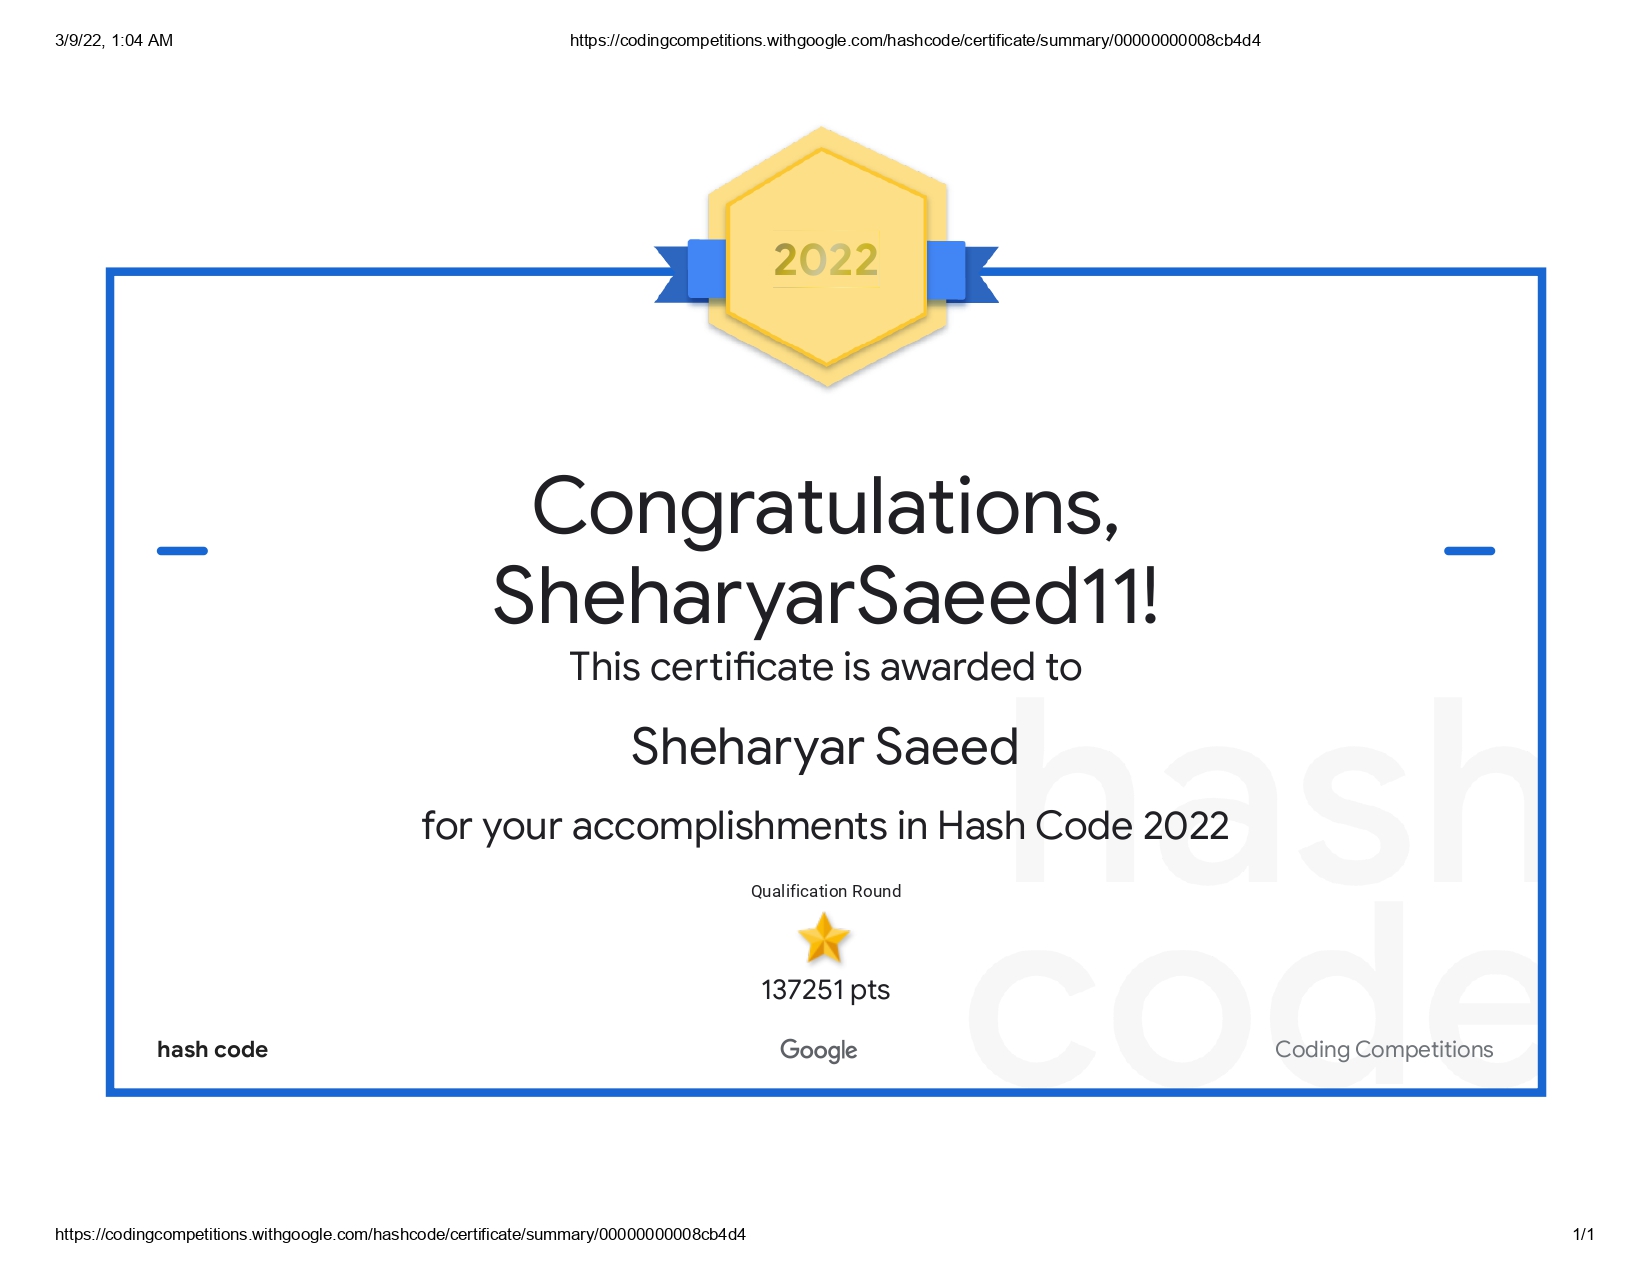 3/9/22, 1:04 AM
https://codingcompetitions.withgoogle.com/hashcode/certificate/summary/00000000008cb4d4
2022
Congratulations,
SheharyarSaeed11!
This certificate is awarded to
Sheharyar Saeed
for your accomplishments in Hash Code 2022
Qualification Round
137251 pts
hash
code
hash code
Google
Coding Competitions
https://codingcompetitions.withgoogle.com/hashcode/certificate/summary/00000000008cb4d4
1/1